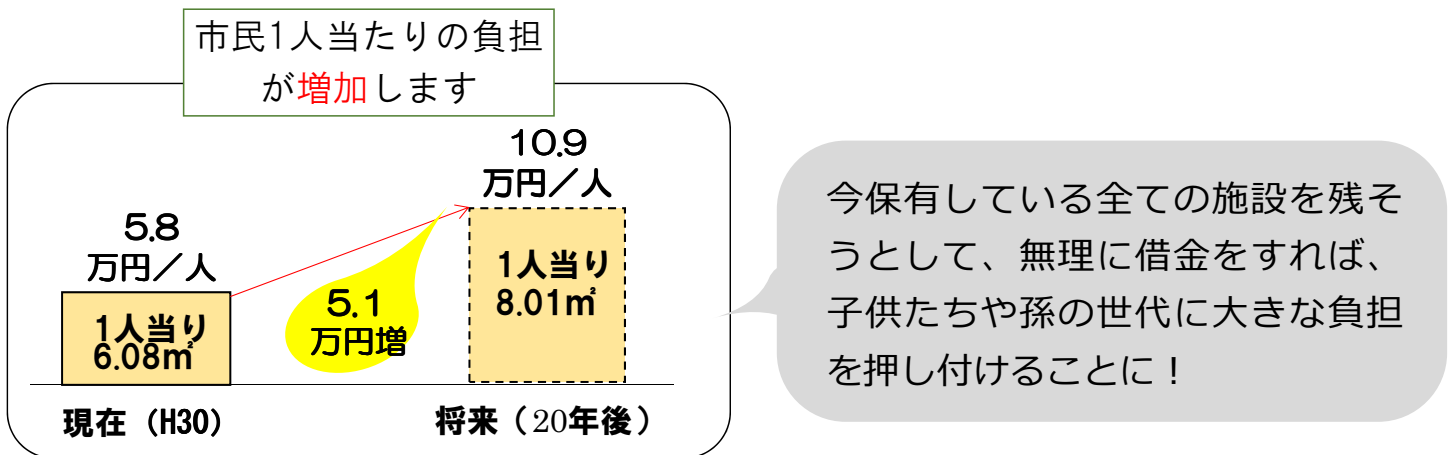 市民1人当たりの負担
が増加します
10.9
万円／人
5.8
万円／人
1人当り
6.08㎡
5.1
万円増
1人当り
8.01㎡
現在（H30）
将来（20年後）
今保有している全ての施設を残そ
うとして、無理に借金をすれば、
子供たちや孫の世代に大きな負担
を押し付けることに！